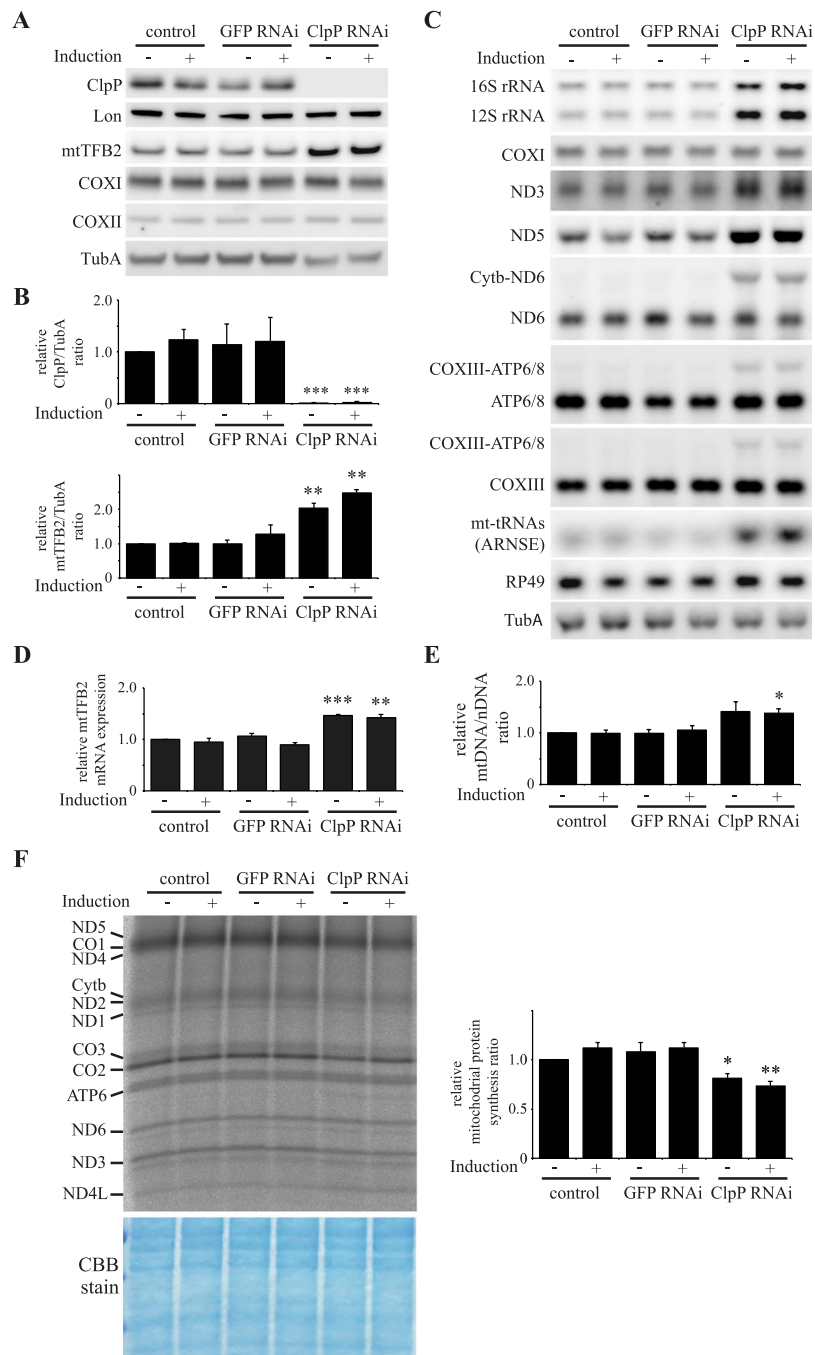 A
control GFP RNAi ClpP RNAi
Induction - + - + - +
ClpP
Lon
mtTFB2
COXI
COXII
TubA
B
relative
ClpP/TubA
ratio
2.0
1.0
0
*** ***
Induction - + - + - +
control GFP RNAi ClpP RNAi
relative
mtTFB2/TubA
ratio
2.0
1.0
0
** **
- + - + - +
Induction
control GFP RNAi ClpP RNAi
C
control GFP RNAi ClpP RNAi
Induction - + - + - +
16S rRNA
12S rRNA
COXI
ND3
ND5
Cytb-ND6
ND6
COXIII-ATP6/8
ATP6/8
COXIII-ATP6/8
COXIII
mt-tRNAs
(ARNSE)
RP49
TubA
D
relative mtTFB2
mRNA expression
2.0
1.0
0
*** **
Induction - + - + - +
control GFP RNAi ClpP RNAi
E
relative
mtDNA/nDNA
ratio
2.0
1.0
0
*
Induction - + - + - +
control GFP RNAi ClpP RNAi
F
control GFP RNAi ClpP RNAi
Induction - + - + - +
ND5
CO1
ND4
Cytb
ND2
ND1
CO3
CO2
ATP6
ND6
ND3
ND4L
CBB
stain
relative
mitochodrial protein
synthesis ratio
1.0
0.5
0
* **
Induction - + - + - +
control GFP RNAi ClpP RNAi